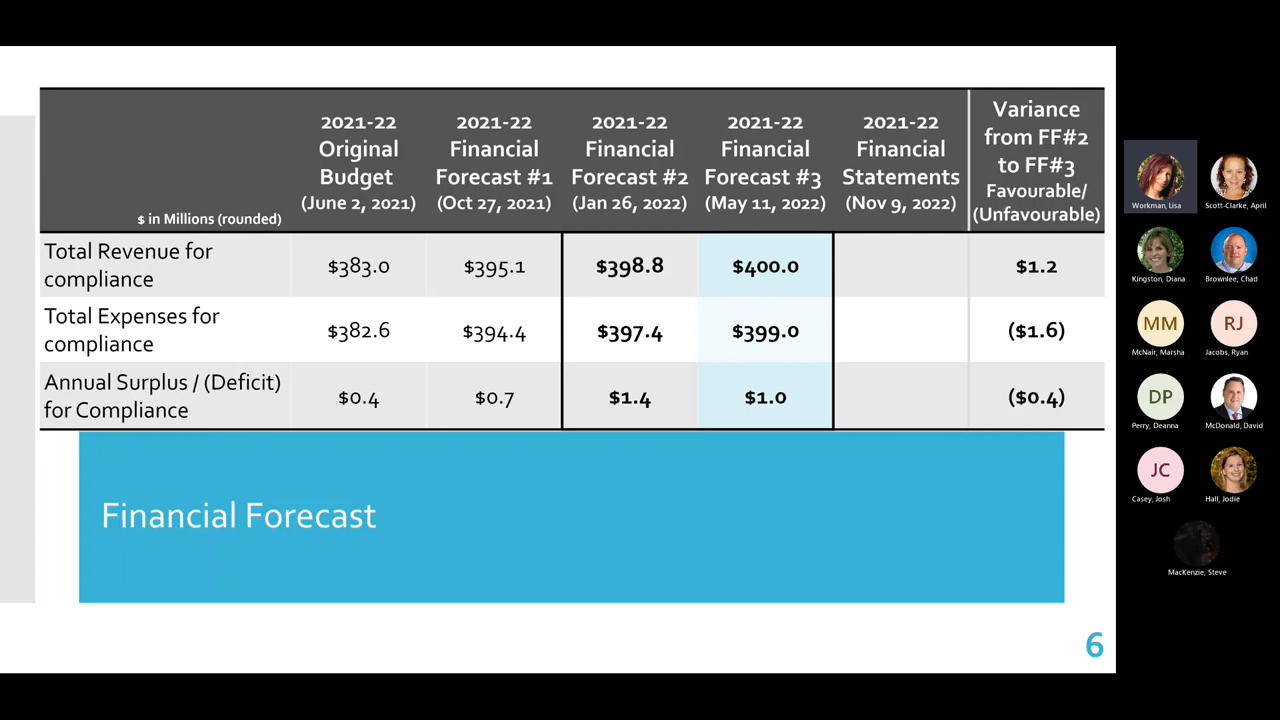 $ in Millions (rounded)
2021-22
Original
Budget
(June 2, 2021)
2021-22
Financial
Forecast #1
(Oct 27, 2021)
2021-22
Financial
Forecast #2
(Jan 26, 2022)
2021-22
Financial
Forecast #3
(May 11, 2022)
2021-22
Financial
Statements
(Nov 9, 2022)
Variance
from FF#2
to FF#3
Favourable/
(Unfavourable)
Total Revenue for
compliance
$383.0
$395.1
$398.8
$400.0
$1.2
Total Expenses for
compliance
$382.6
$394.4
$397.4
$399.0
($1.6)
Annual Surplus / (Deficit)
for Compliance
$0.4
$0.7
$1.4
$1.0
($0.4)
Financial Forecast
6
Workman, Lisa
Scott-Clarke, April
Kingston, Diana
Brownlee, Chad
MM
McNair, Marsha
RJ
Jacobs, Ryan
DP
Perry, Deanna
McDonald, David
JC
Casey, Josh
Hall, Jodie
MacKenzie, Steve